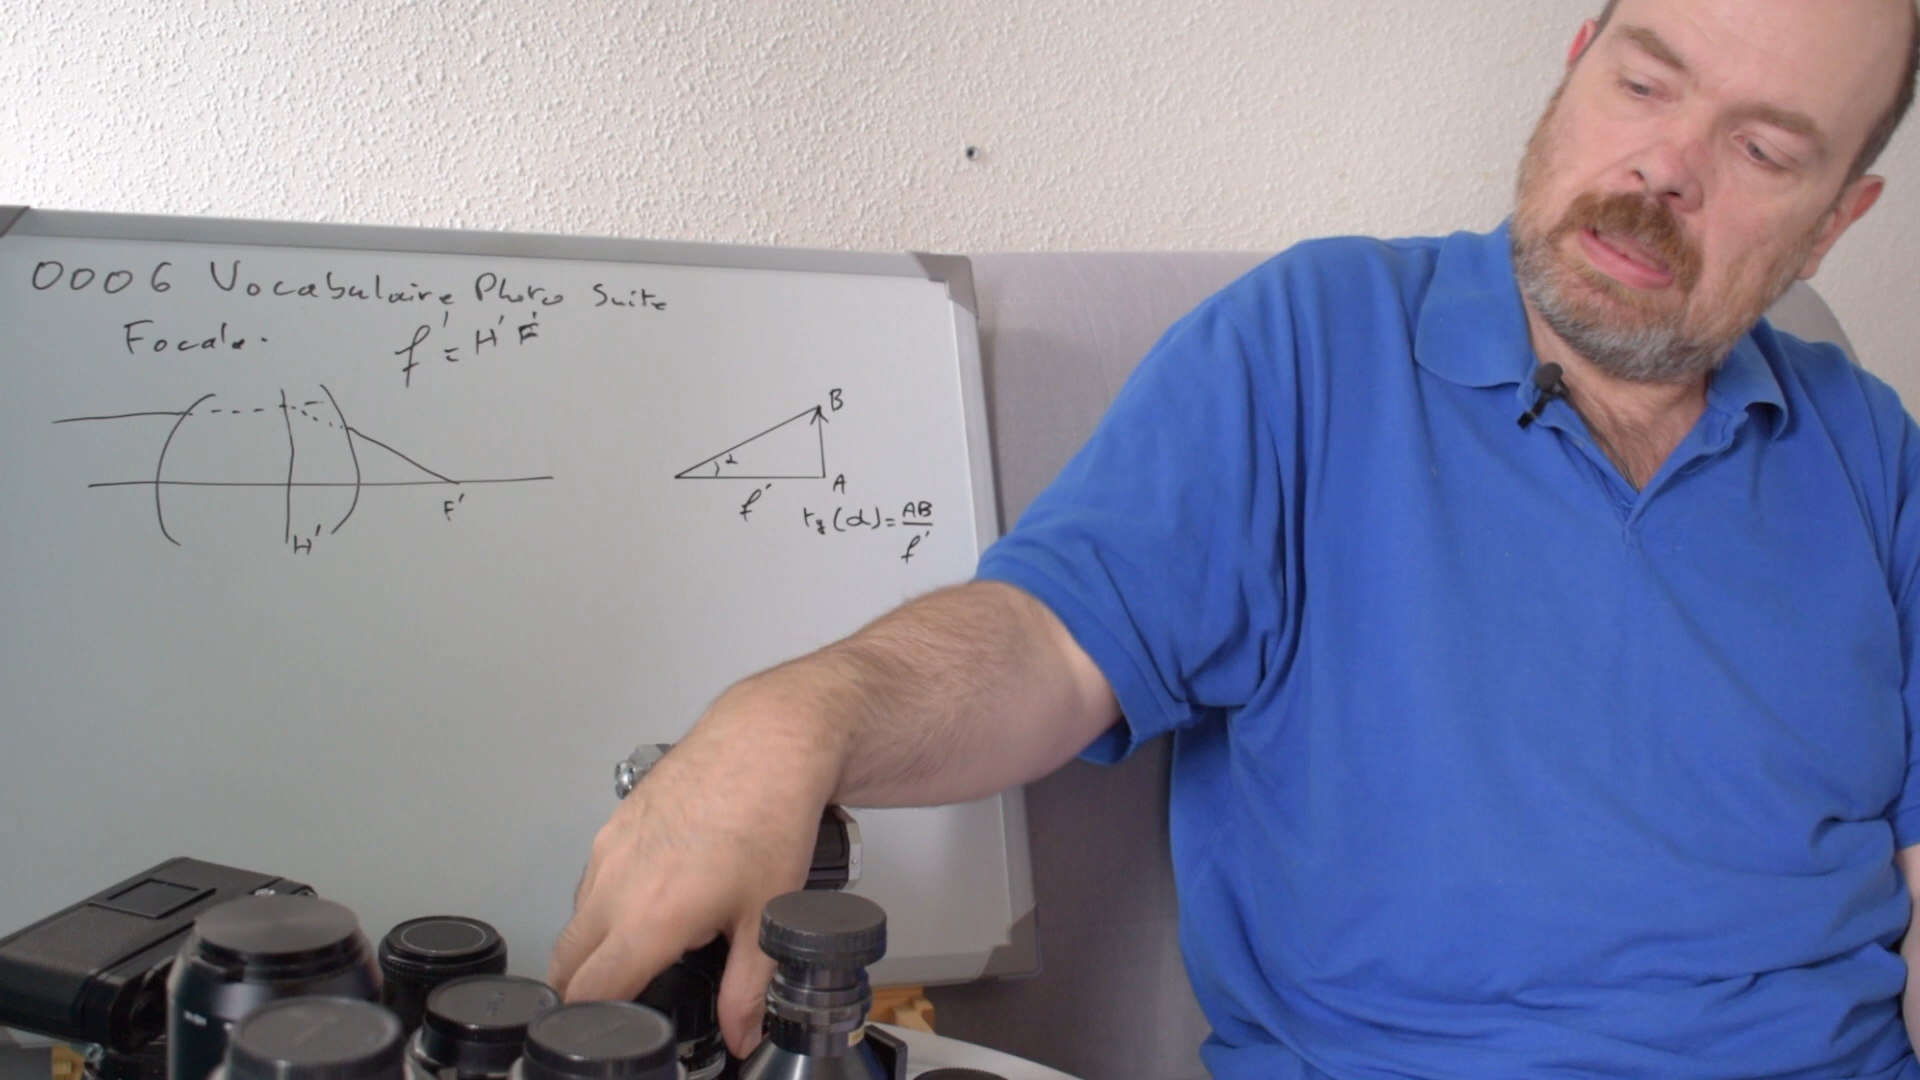 0006 Vocabulaire Photo Suite
Focale.
f' = H'F'
B
α
A
f'
tg(α) = AB/f'
F'
H'